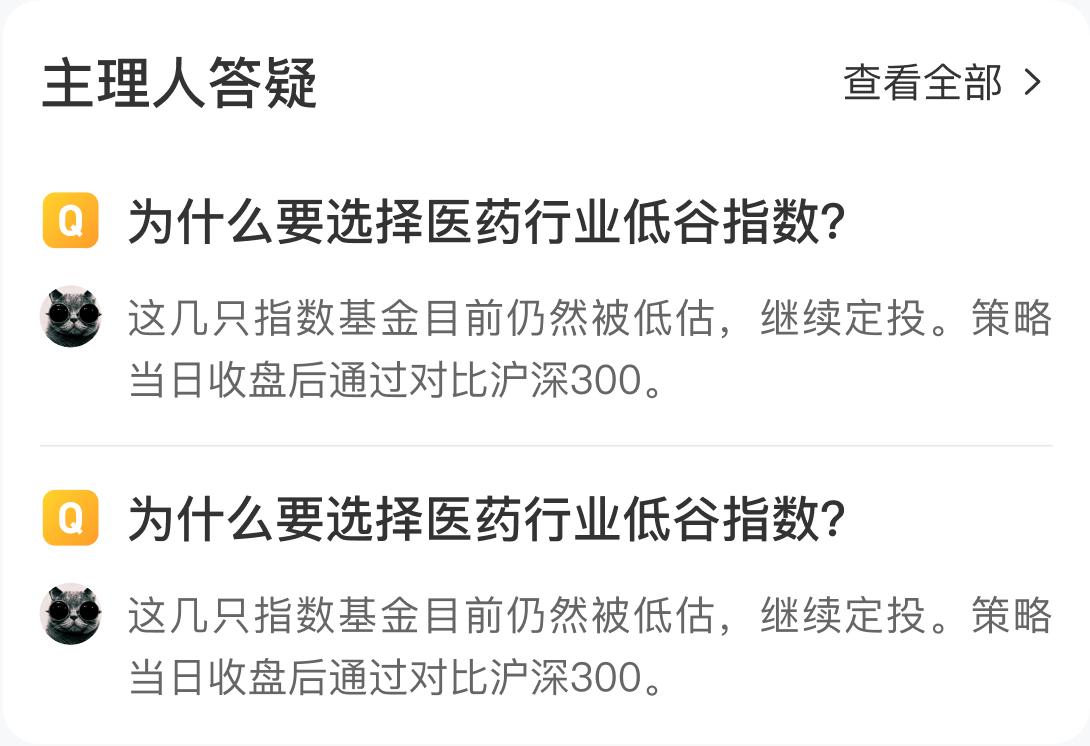 主理人答疑
查看全部
Q 为什么要选择医药行业低谷指数?
这几只指数基金目前仍然被低估，继续定投。策略
当日收盘后通过对比沪深300。
Q 为什么要选择医药行业低谷指数?
这几只指数基金目前仍然被低估，继续定投。策略
当日收盘后通过对比沪深300。